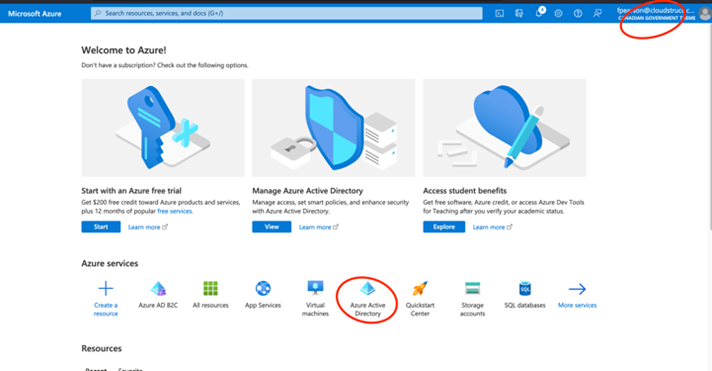 Microsoft Azure
Search resources, services, and docs (G+/)
4
CANADIAN GOVERNMENT THEME
Welcome to Azure!
Don't have a subscription? Check out the following options.
Start with an Azure free trial
Get $200 free credit toward Azure products and services,
plus 12 months of popular free services.
Start Learn more
Manage Azure Active Directory
Manage access, set smart policies, and enhance security
with Azure Active Directory.
View Learn more
Access student benefits
Get free software, Azure credit, or access Azure Dev Tools
for Teaching after you verify your academic status.
Explore Learn more
Azure services
Create a
resource
Azure AD B2C
All resources
App Services
Virtual
machines
Azure Active
Directory
Quickstart
Center
Storage
accounts
SQL
SQL databases
More services
Resources
Recent Favorite